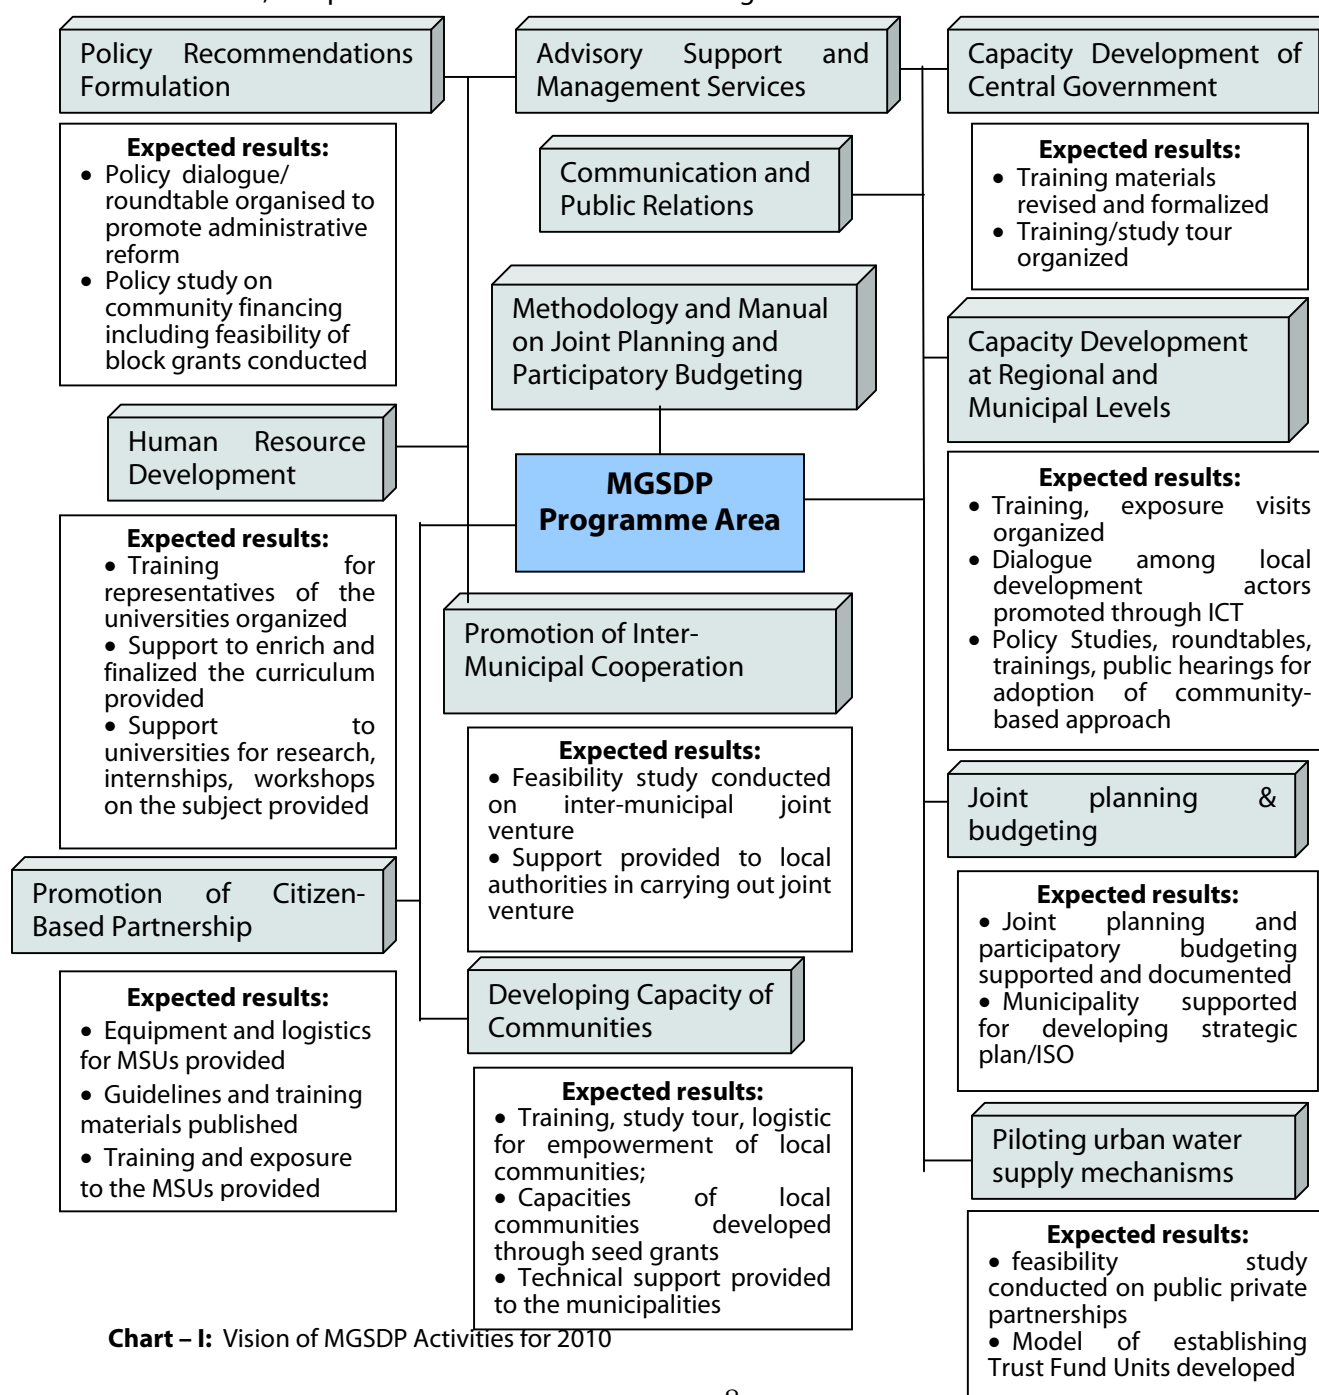 Policy Recommendations
Formulation
Advisory Support and
Management Services
Capacity Development of
Central Government
Expected results:
• Policy dialogue/
roundtable organised to
promote administrative
reform
• Policy study on
community financing
including feasibility of
block grants conducted
Communication and
Public Relations
Expected results:
• Training materials
revised and formalized
• Training/study tour
organized
Methodology and Manual
on Joint Planning and
Participatory Budgeting
Capacity Development
at Regional and
Municipal Levels
Human Resource
Development
MGSDP
Programme Area
Expected results:
• Training, exposure visits
organized
• Dialogue among local
development actors
promoted through ICT
• Policy Studies, roundtables,
trainings, public hearings for
adoption of community-
based approach
Expected results:
• Training for
representatives of the
universities organized
• Support to enrich and
finalized the curriculum
provided
• Support to
universities for research,
internships, workshops
on the subject provided
Promotion of Inter-
Municipal Cooperation
Expected results:
• Feasibility study conducted
on inter-municipal joint
venture
• Support provided to local
authorities in carrying out joint
venture
Joint planning &
budgeting
Promotion of Citizen-
Based Partnership
Expected results:
• Joint planning and
participatory budgeting
supported and documented
• Municipality supported
for developing strategic
plan/ISO
Expected results:
• Equipment and logistics
for MSUs provided
• Guidelines and training
materials published
• Training and exposure
to the MSUs provided
Developing Capacity of
Communities
Expected results:
• Training, study tour, logistic
for empowerment of local
communities;
• Capacities of local
communities developed
through seed grants
• Technical support provided
to the municipalities
Piloting urban water
supply mechanisms
Expected results:
• feasibility study
conducted on public private
partnerships
• Model of establishing
Trust Fund Units developed
Chart – I: Vision of MGSDP Activities for 2010